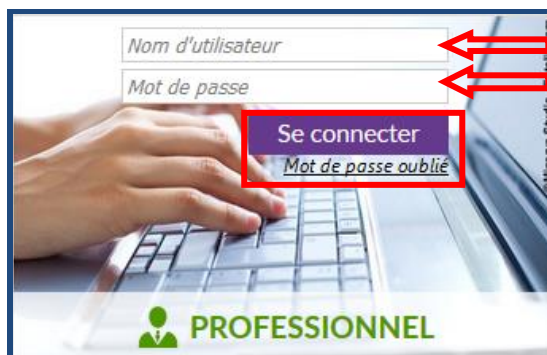 Nom d'utilisateur
Mot de passe
Se connecter
Mot de passe oublié
PROFESSIONNEL